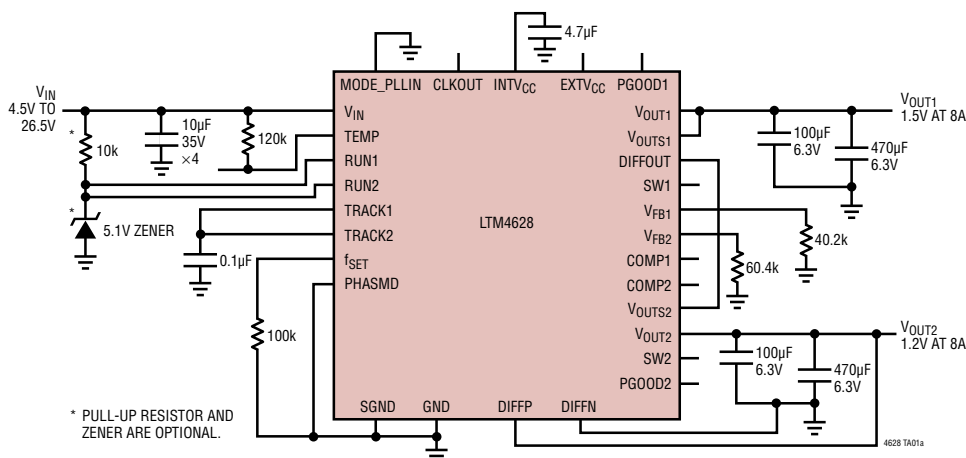 4.7µF
MODE_PLLIN CLKOUT INTVCC EXTVCC PGOOD1
VIN
4.5V TO
26.5V
*
10k
10µF
35V
×4
120k
*
5.1V ZENER
0.1µF
100k
VIN
TEMP
RUN1
RUN2
TRACK1
TRACK2
fSET
PHASMD
LTM4628
VOUT1
VOUTS1
DIFFOUT
SW1
VFB1
VFB2
COMP1
COMP2
VOUTS2
VOUT2
SW2
PGOOD2
SGND GND DIFFP DIFFN
100µF
6.3V
470µF
6.3V
VOUT1
1.5V AT 8A
40.2k
60.4k
100µF
6.3V
470µF
6.3V
VOUT2
1.2V AT 8A
* PULL-UP RESISTOR AND
ZENER ARE OPTIONAL.
4628 TA01a